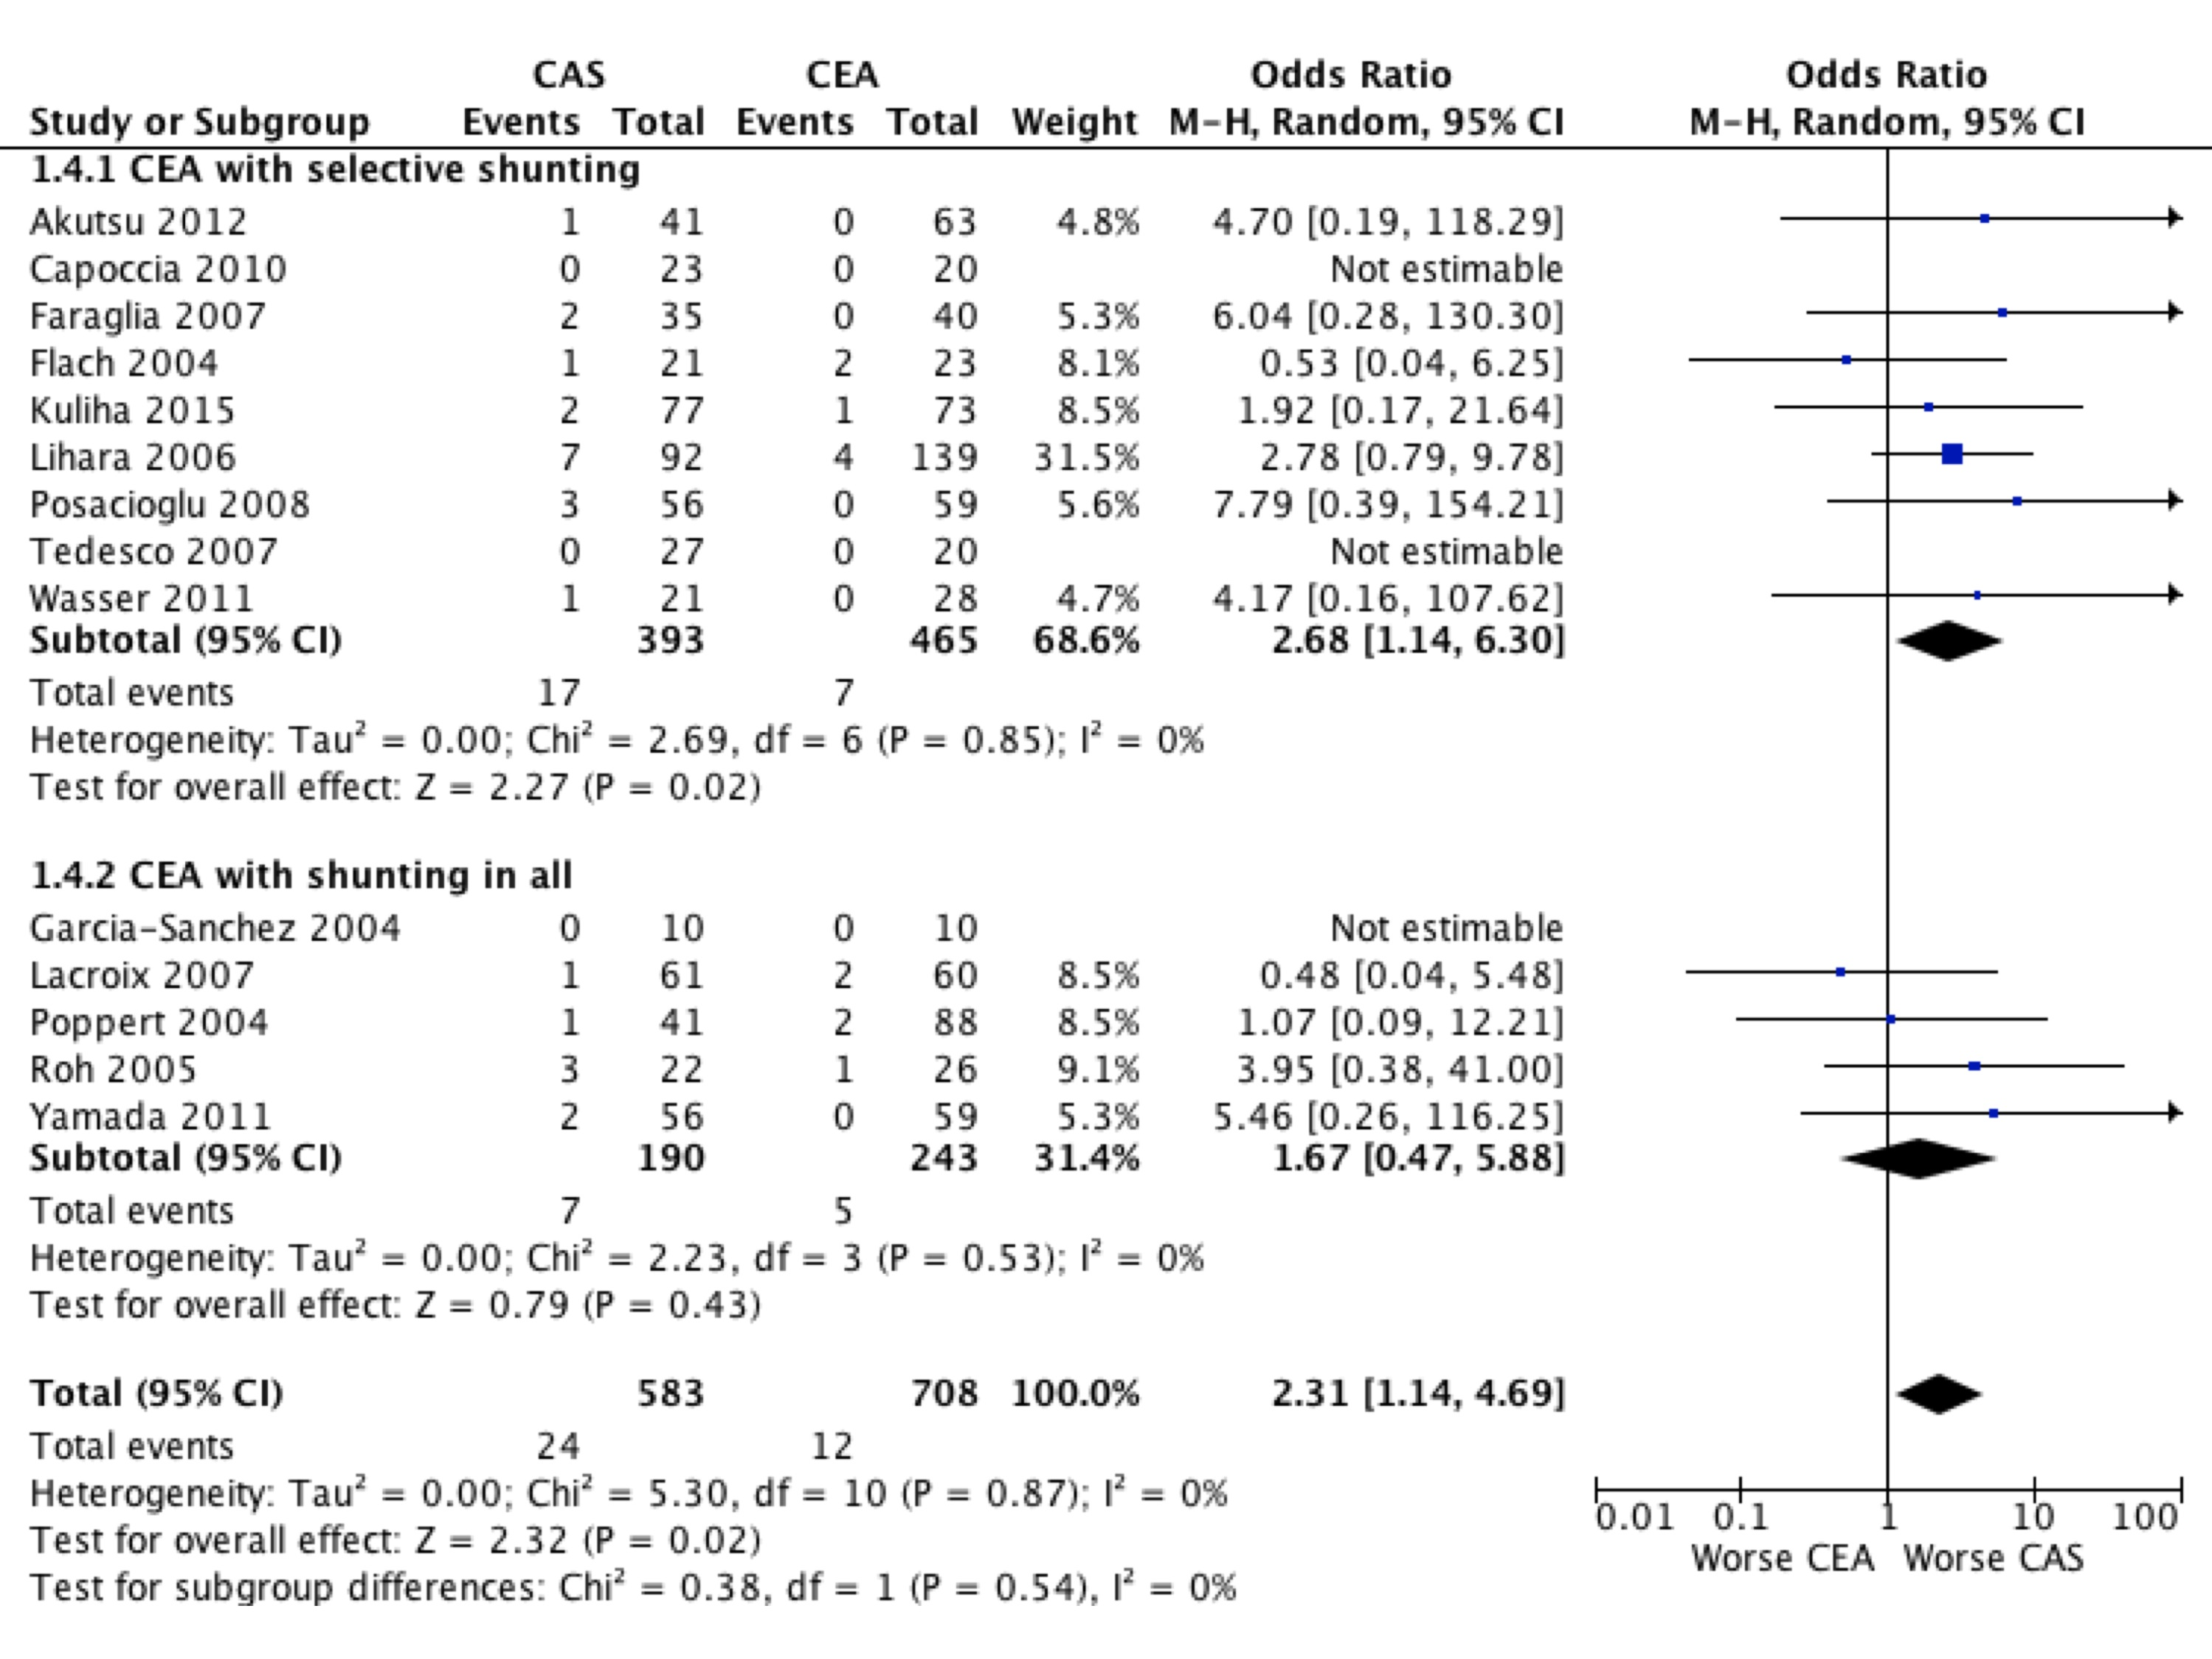 CAS CEA Odds Ratio Odds Ratio
Study or Subgroup Events Total Events Total Weight M-H, Random, 95% CI M-H, Random, 95% CI
1.4.1 CEA with selective shunting
Akutsu 2012 1 41 0 63 4.8% 4.70 [0.19, 118.29]
Capoccia 2010 0 23 0 20 Not estimable
Faraglia 2007 2 35 0 40 5.3% 6.04 [0.28, 130.30]
Flach 2004 1 21 2 23 8.1% 0.53 [0.04, 6.25]
Kuliha 2015 2 77 1 73 8.5% 1.92 [0.17, 21.64]
Lihara 2006 7 92 4 139 31.5% 2.78 [0.79, 9.78]
Posacioglu 2008 3 56 0 59 5.6% 7.79 [0.39, 154.21]
Tedesco 2007 0 27 0 20 Not estimable
Wasser 2011 1 21 0 28 4.7% 4.17 [0.16, 107.62]
Subtotal (95% CI) 393 465 68.6% 2.68 [1.14, 6.30]
Total events 17 7
Heterogeneity: Tau² = 0.00; Chi² = 2.69, df = 6 (P = 0.85); I² = 0%
Test for overall effect: Z = 2.27 (P = 0.02)
1.4.2 CEA with shunting in all
Garcia-Sanchez 2004 0 10 0 10 Not estimable
Lacroix 2007 1 61 2 60 8.5% 0.48 [0.04, 5.48]
Poppert 2004 1 41 2 88 8.5% 1.07 [0.09, 12.21]
Roh 2005 3 22 1 26 9.1% 3.95 [0.38, 41.00]
Yamada 2011 2 56 0 59 5.3% 5.46 [0.26, 116.25]
Subtotal (95% CI) 190 243 31.4% 1.67 [0.47, 5.88]
Total events 7 5
Heterogeneity: Tau² = 0.00; Chi² = 2.23, df = 3 (P = 0.53); I² = 0%
Test for overall effect: Z = 0.79 (P = 0.43)
Total (95% CI) 583 708 100.0% 2.31 [1.14, 4.69]
Total events 24 12
Heterogeneity: Tau² = 0.00; Chi² = 5.30, df = 10 (P = 0.87); I² = 0%
Test for overall effect: Z = 2.32 (P = 0.02)
Test for subgroup differences: Chi² = 0.38, df = 1 (P = 0.54), I² = 0%
0.01 0.1 1 10 100
Worse CEA Worse CAS